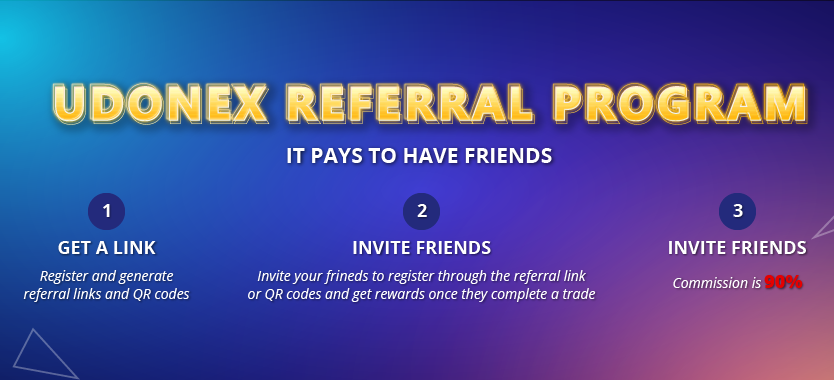 UDONEX REFERRAL PROGRAM
IT PAYS TO HAVE FRIENDS
1
GET A LINK
Register and generate
referral links and QR codes
2
INVITE FRIENDS
Invite your frineds to register through the referral link
or QR codes and get rewards once they complete a trade
3
INVITE FRIENDS
Commission is 90%